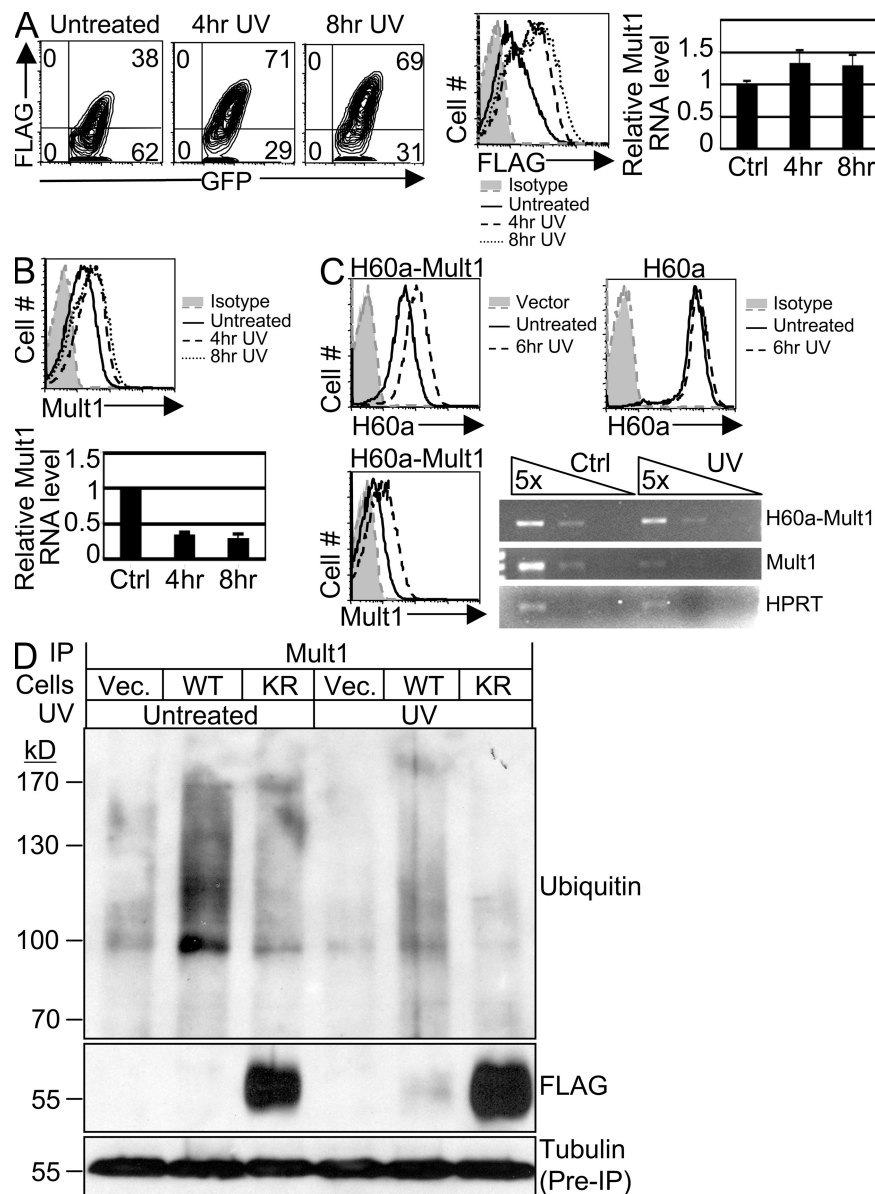 A
Untreated 4hr UV 8hr UV
0 38 0 71 0 69
0 62 0 29 0 31
FLAG
GFP
Cell #
FLAG
Isotype
Untreated
4hr UV
8hr UV
Relative Mult1
RNA level
1.5
1
0.5
0
Ctrl 4hr 8hr
B
Cell #
Mult1
Isotype
Untreated
4hr UV
8hr UV
Relative Mult1
RNA level
1.5
1
0.5
0
Ctrl 4hr 8hr
C
H60a-Mult1
Cell #
H60a
Vector
Untreated
6hr UV
H60a
H60a
Isotype
Untreated
6hr UV
H60a-Mult1
Cell #
Mult1
5x Ctrl 5x UV
H60a-Mult1
Mult1
HPRT
D
IP Mult1
Cells Vec. WT KR Vec. WT KR
UV Untreated UV
kD
170
130
100
70
Ubiquitin
55
FLAG
55
Tubulin
(Pre-IP)